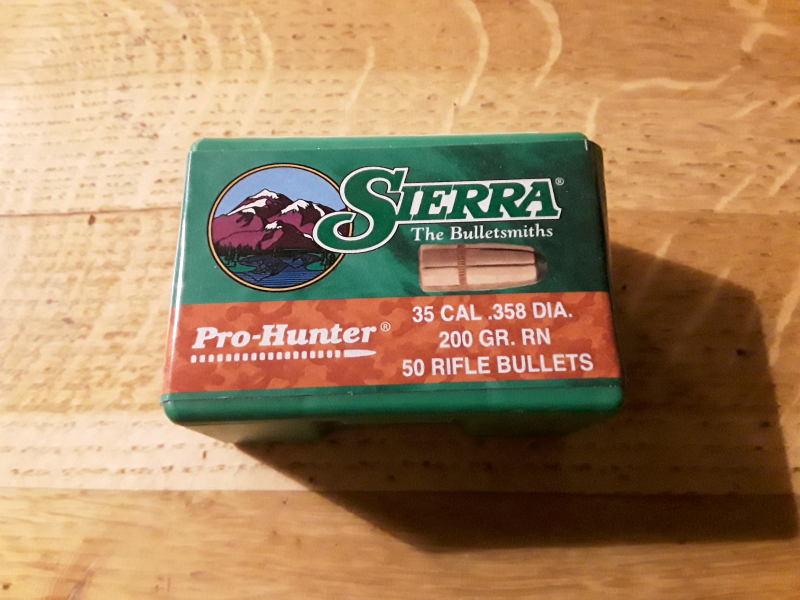 SIERRA®
The Bulletsmiths
Pro-Hunter®
35 CAL .358 DIA.
200 GR. RN
50 RIFLE BULLETS